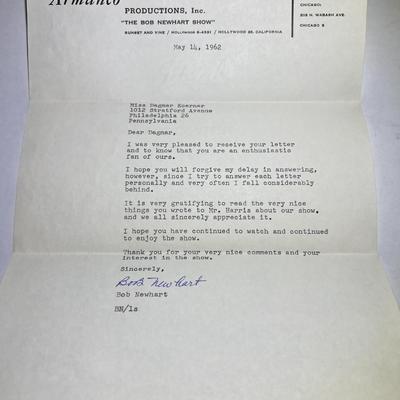 Armanco
PRODUCTIONS, Inc.
"THE BOB NEWHART SHOW"
SUNSET AND VINE / HOLLYWOOD 28, CALIFORNIA
CHICAGO:
CHICAGO 2
May 14, 1962
Miss Dagmar Koerner
1012 Stratford Avenue
Philadelphia 26
Pennsylvania
Dear Dagmar,
I was very pleased to receive your letter
and to know that you are an enthusiastic
fan of ours.
I hope you will forgive my delay in answering,
however, since I try to answer each letter
personally and very often I fall considerably
behind.
It is very gratifying to read the very nice
things you wrote to Mr. Harris about our show,
and we all sincerely appreciate it.
I hope you have continued to watch and continued
to enjoy the show.
Thank you for your very nice comments and your
interest in the show.
Sincerely,
Bob Newhart
Bob Newhart
BN/ls